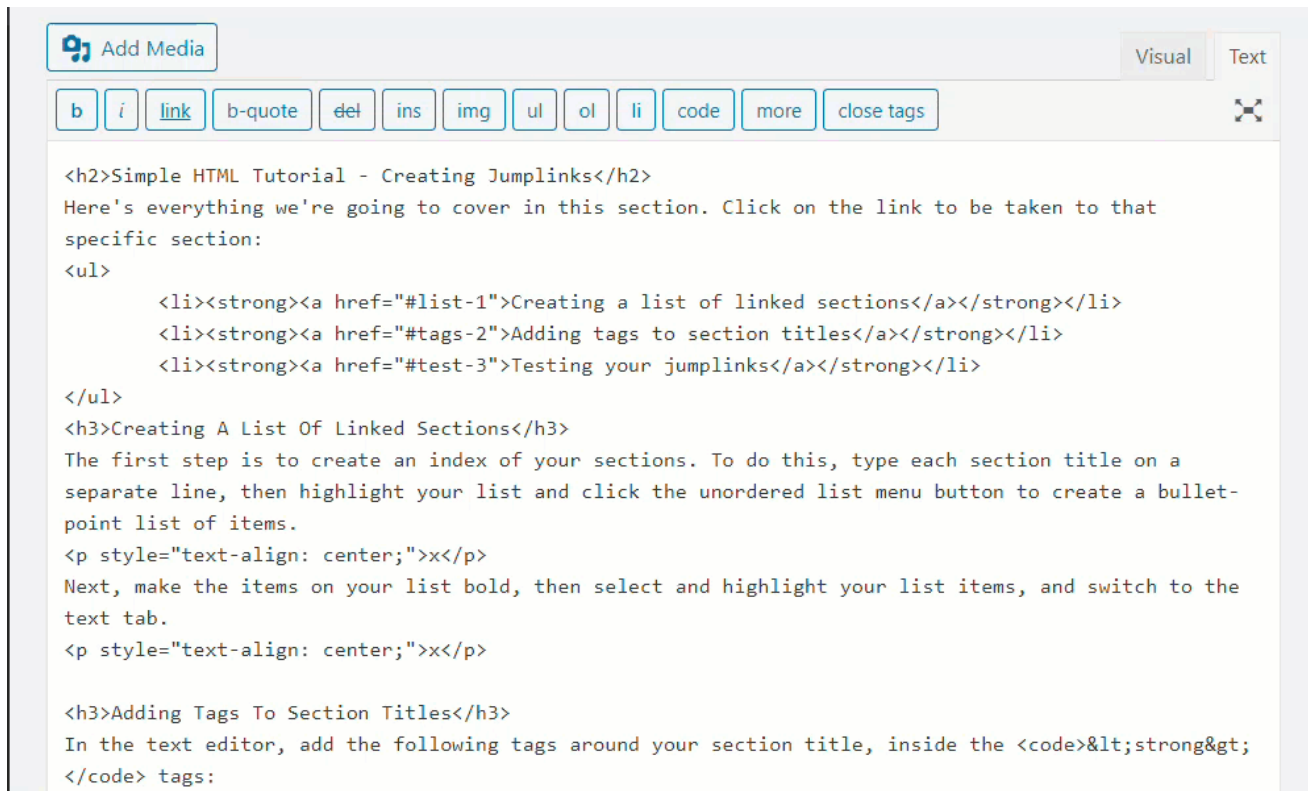 Add Media
Visual Text
b i link b-quote del ins img ul ol li code more close tags
<h2>Simple HTML Tutorial - Creating Jumplinks</h2>
Here's everything we're going to cover in this section. Click on the link to be taken to that
specific section:
<ul>
<li><strong><a href="#list-1">Creating a list of linked sections</a></strong></li>
<li><strong><a href="#tags-2">Adding tags to section titles</a></strong></li>
<li><strong><a href="#test-3">Testing your jumplinks</a></strong></li>
</ul>
<h3>Creating A List Of Linked Sections</h3>
The first step is to create an index of your sections. To do this, type each section title on a
separate line, then highlight your list and click the unordered list menu button to create a bullet-
point list of items.
<p style="text-align: center;">x</p>
Next, make the items on your list bold, then select and highlight your list items, and switch to the
text tab.
<p style="text-align: center;">x</p>
<h3>Adding Tags To Section Titles</h3>
In the text editor, add the following tags around your section title, inside the <code>&lt;strong&gt;
</code> tags: